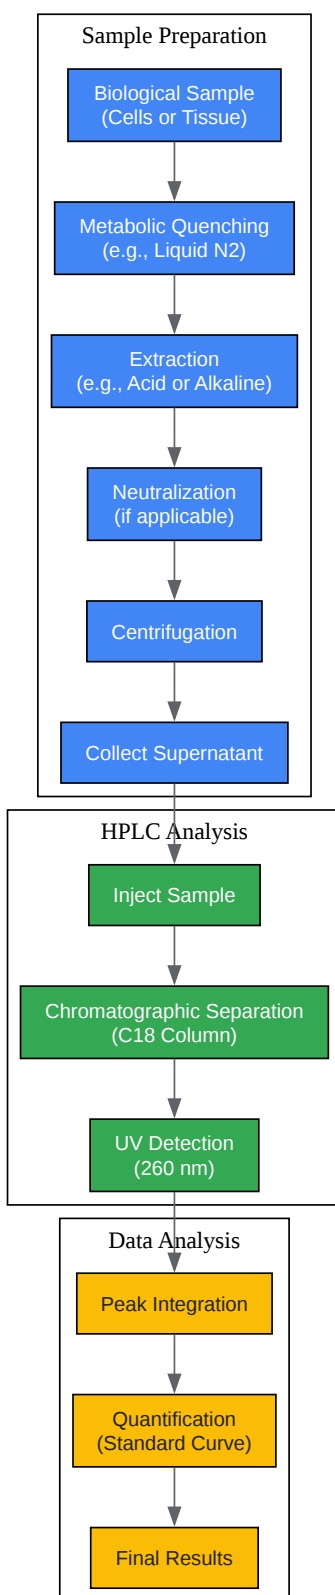 Sample Preparation
Biological Sample
(Cells or Tissue)
Metabolic Quenching
(e.g., Liquid N2)
Extraction
(e.g., Acid or Alkaline)
Neutralization
(if applicable)
Centrifugation
Collect Supernatant
HPLC Analysis
Inject Sample
Chromatographic Separation
(C18 Column)
UV Detection
(260 nm)
Data Analysis
Peak Integration
Quantification
(Standard Curve)
Final Results